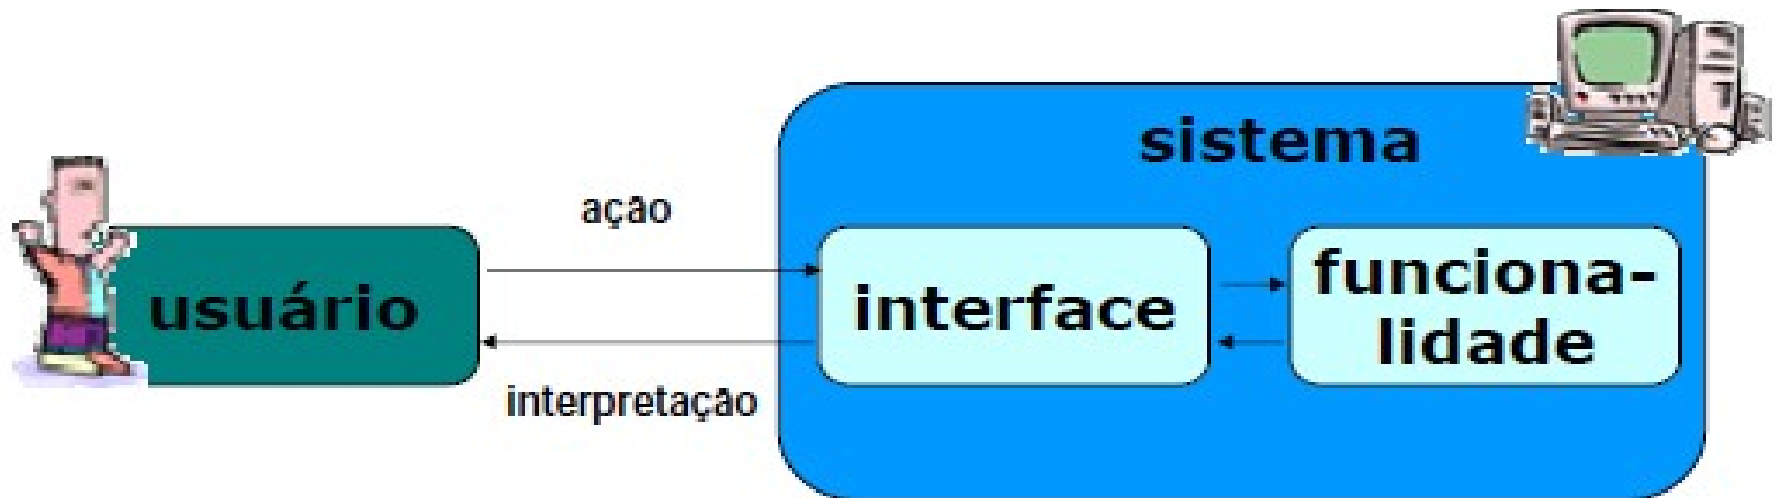 sistema
ação
usuário
interface
funciona-
lidade
interpretação